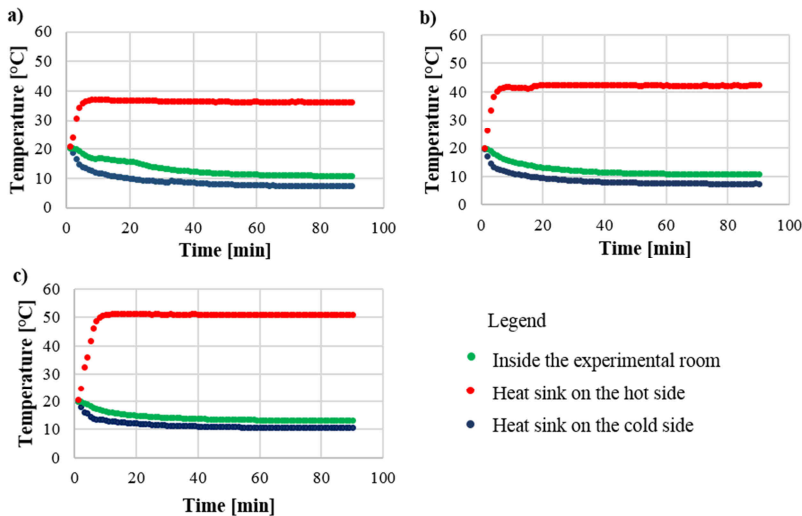 a)
60
50
40
30
20
10
0
Temperature [°C]
0 20 40 60 80 100
Time [min]
b)
60
50
40
30
20
10
0
Temperature [°C]
0 20 40 60 80 100
Time [min]
c)
60
50
40
30
20
10
0
Temperature [°C]
0 20 40 60 80 100
Time [min]
Legend
Inside the experimental room
Heat sink on the hot side
Heat sink on the cold side